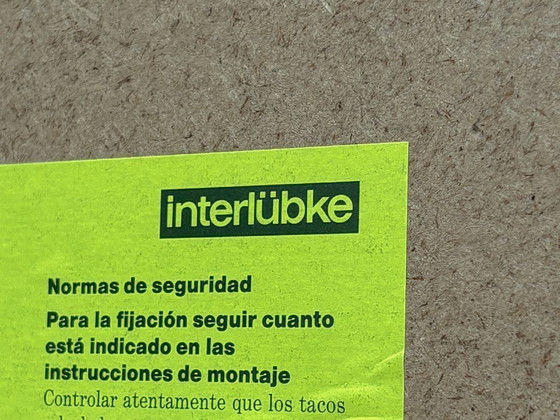 interlübke
Normas de seguridad
Para la fijación seguir cuanto
está indicado en las
instrucciones de montaje
Controlar atentamente que los tacos